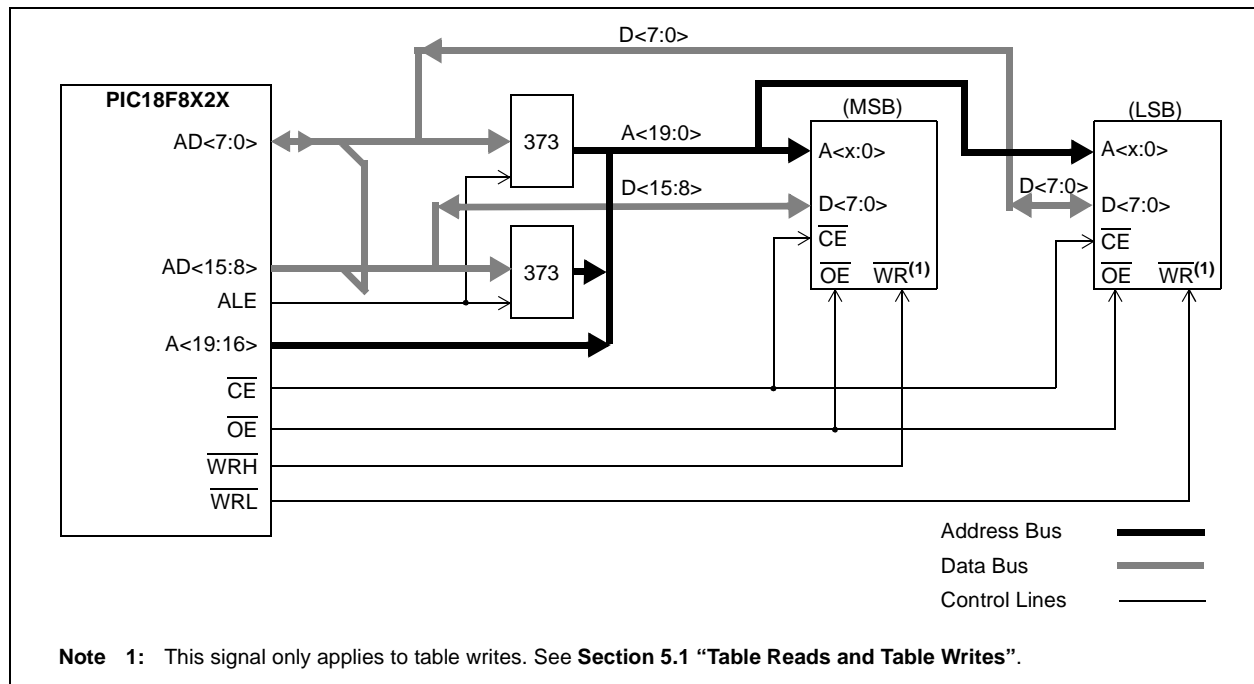 D<7:0>
PIC18F8X2X
AD<7:0>
373
A<19:0>
(MSB)
A<x:0>
D<7:0>
CE
OE WR(1)
(LSB)
A<x:0>
D<7:0>
D<7:0>
CE
OE WR(1)
D<15:8>
373
AD<15:8>
ALE
A<19:16>
CE
OE
WRH
WRL
Address Bus
Data Bus
Control Lines
Note 1: This signal only applies to table writes. See Section 5.1 “Table Reads and Table Writes”.